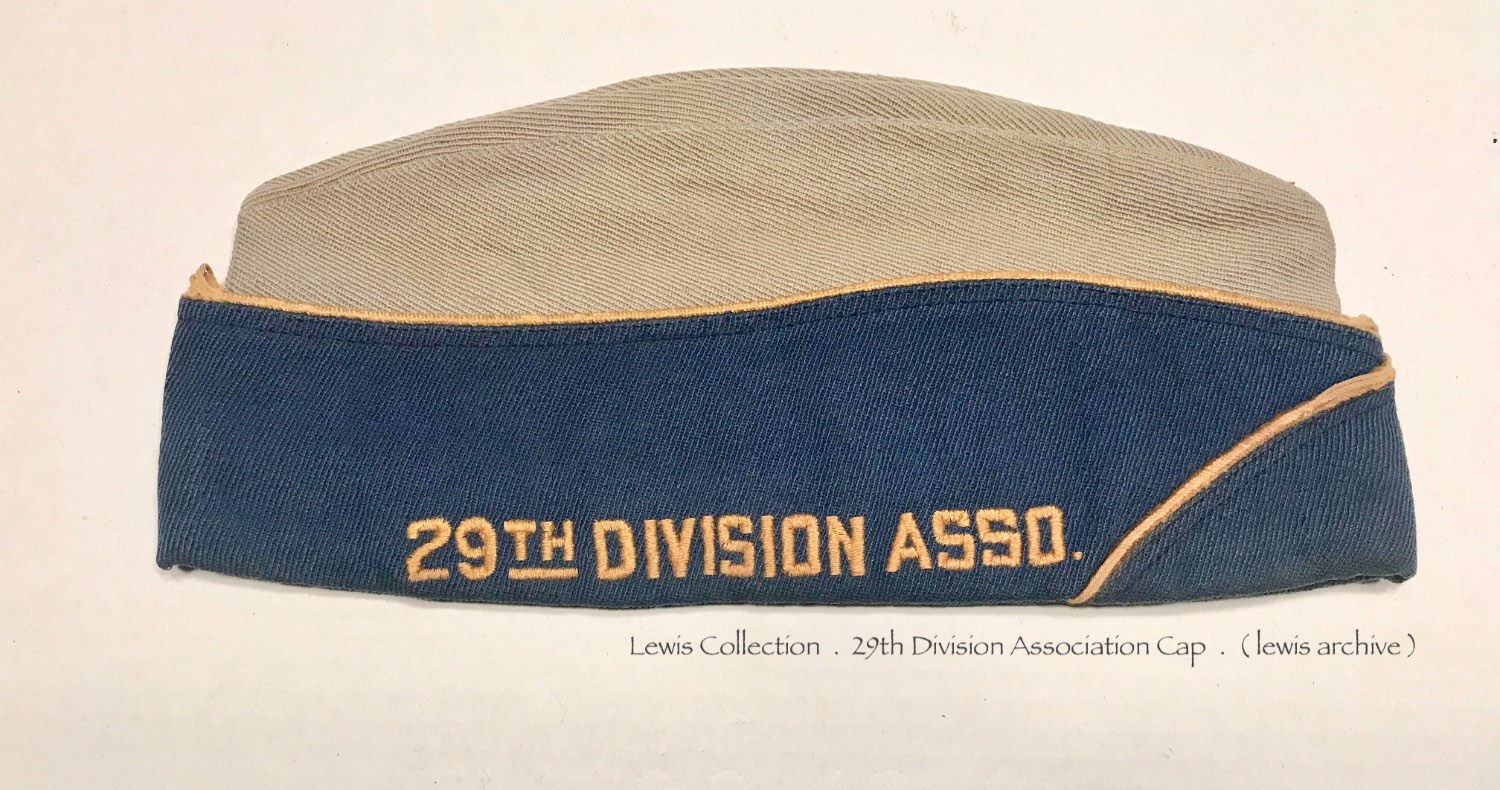 29TH DIVISION ASSO.
Lewis Collection . 29th Division Association Cap . ( lewis archive )